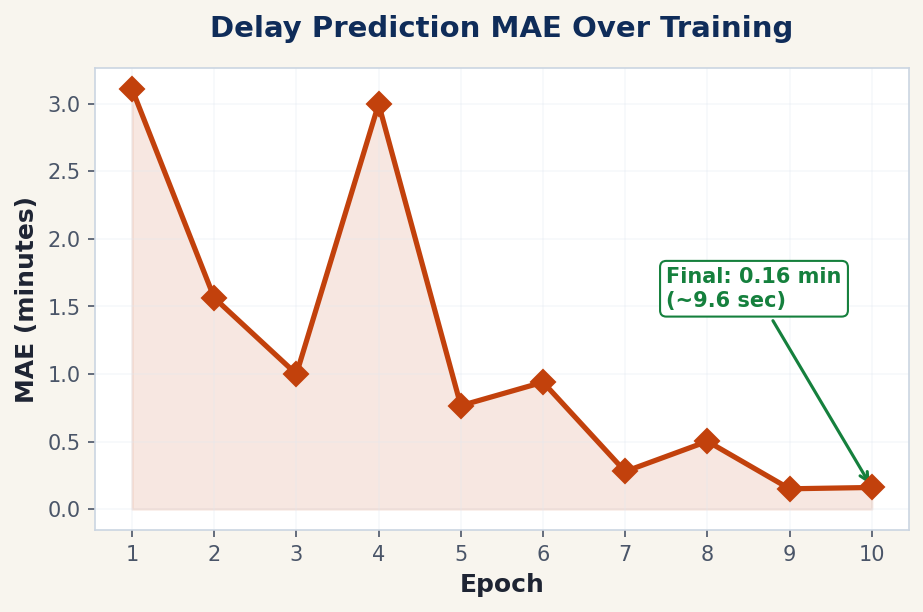 Delay Prediction MAE Over Training
MAE (minutes)
3.0
2.5
2.0
1.5
1.0
0.5
0.0
Final: 0.16 min
(~9.6 sec)
1 2 3 4 5 6 7 8 9 10
Epoch